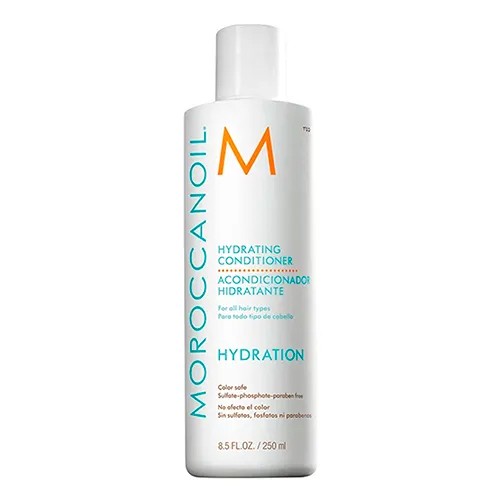 MOROCCANOIL®
M
HYDRATING
CONDITIONER
ACONDICIONADOR
HIDRATANTE
For all hair types
Para todo tipo de cabello
HYDRATION
Color safe
Sulfate-phosphate-paraben free
No afecta el color
Sin sulfatos, fosfatos ni parabenos
8.5 FL.OZ. / 250 ml